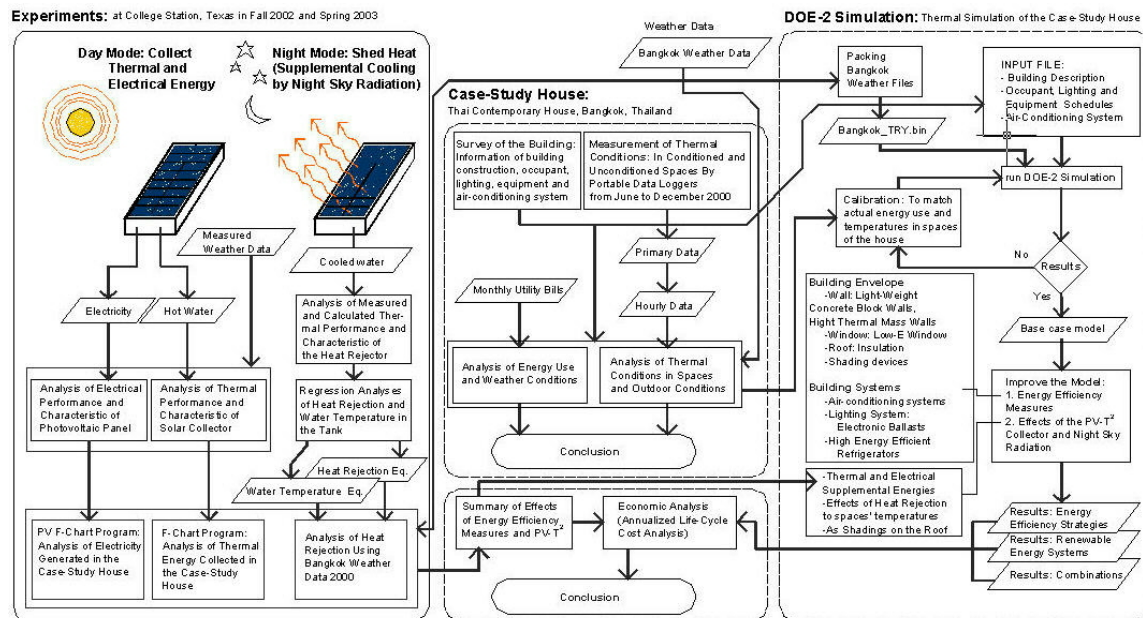 Experiments: at College Station, Texas in Fall 2002 and Spring 2003
Day Mode: Collect
Thermal and
Electrical Energy
Night Mode: Shed Heat
(Supplemental Cooling
by Night Sky Radiation)
Measured
Weather Data
Cooled water
Electricity
Hot Water
Analysis of Measured
and Calculated Ther-
mal Performance and
Characteristic of
the Heat Rejector
Analysis of Electrical
Performance and
Characteristic of
Photovoltaic Panel
Analysis of Thermal
Performance and
Characteristic of
Solar Collector
Regression Analyses
of Heat Rejection and
Water Temperature in
the Tank
Heat Rejection Eq.
Water Temperature Eq.
PV F-Chart Program:
Analysis of Electricity
Generated in the
Case-Study House
F-Chart Program:
Analysis of Thermal
Energy Collected in
the Case-Study
House
Analysis of Heat
Rejection Using
Bangkok Weather
Data 2000
Weather Data
Bangkok Weather Data
Case-Study House:
Thai Contemporary House, Bangkok, Thailand
Survey of the Building:
Information of building
construction, occupant,
lighting, equipment and
air-conditioning system
Measurement of Thermal
Conditions: In Conditioned and
Unconditioned Spaces By
Portable Data Loggers
from June to December 2000
Primary Data
Monthly Utility Bills
Hourly Data
Analysis of Energy Use
and Weather Conditions
Analysis of Thermal
Conditions in Spaces
and Outdoor Conditions
Conclusion
Summary of Effects
of Energy Efficiency
Measures and PV-T²
Economic Analysis
(Annualized Life-Cycle
Cost Analysis)
Conclusion
DOE-2 Simulation: Thermal Simulation of the Case-Study House
Packing
Bangkok
Weather Files
INPUT FILE:
- Building Description
- Occupant, Lighting and
Equipment Schedules
- Air-Conditioning System
Bangkok_TRY.bin
run DOE-2 Simulation
Calibration: To match
actual energy use and
temperatures in spaces
of the house
No
Results
Yes
Base case model
Building Envelope
-Wall: Light-Weight
Concrete Block Walls,
Hight Thermal Mass Walls
-Window: Low-E Window
-Roof: Insulation
-Shading devices
Building Systems
-Air-conditioning systems
-Lighting System:
Electronic Ballasts
-High Energy Efficient
Refrigerators
Improve the Model:
1. Energy Efficiency
Measures
2. Effects of the PV-T²
Collector and Night Sky
Radiation
-Thermal and Electrical
Supplemental Energies
-Effects of Heat Rejection
to spaces' temperatures
-As Shadings on the Roof
Results: Energy
Efficiency Strategies
Results: Renewable
Energy Systems
Results: Combinations